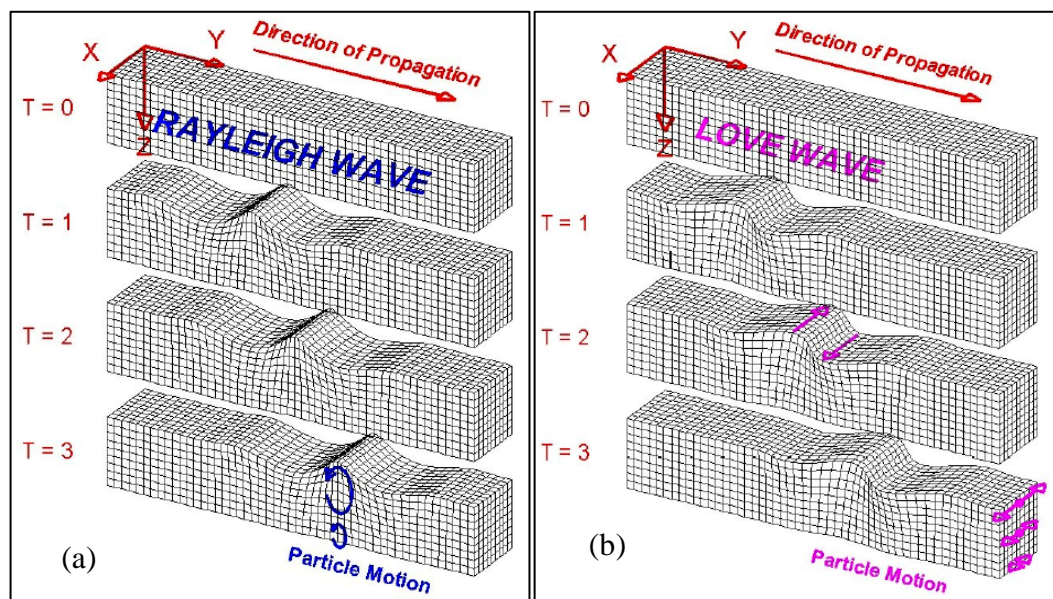 X
Y
Direction of Propagation
T = 0
Z
RAYLEIGH WAVE
T = 1
T = 2
T = 3
(a)
Particle Motion
X
Y
Direction of Propagation
T = 0
Z
LOVE WAVE
T = 1
T = 2
T = 3
(b)
Particle Motion